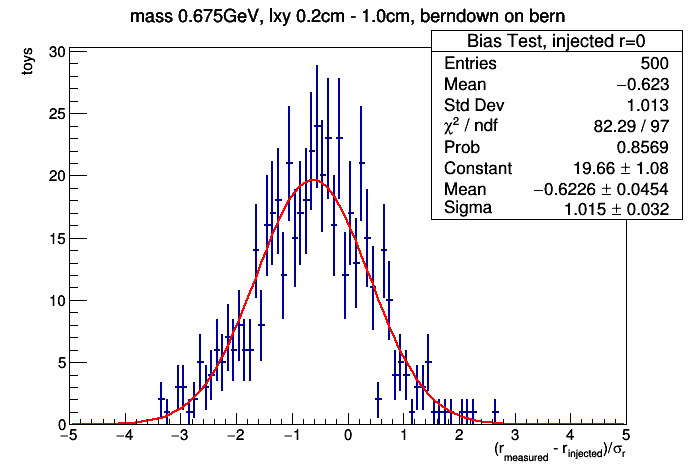 mass 0.675GeV, lxy 0.2cm - 1.0cm, berndown on bern
Bias Test, injected r=0
Entries 500
Mean −0.623
Std Dev 1.013
χ² / ndf 82.29 / 97
Prob 0.8569
Constant 19.66 ± 1.08
Mean −0.6226 ± 0.0454
Sigma 1.015 ± 0.032
toys
30
25
20
15
10
5
0
−5 −4 −3 −2 −1 0 1 2 3 4 5
(r_measured - r_injected)/σ_r